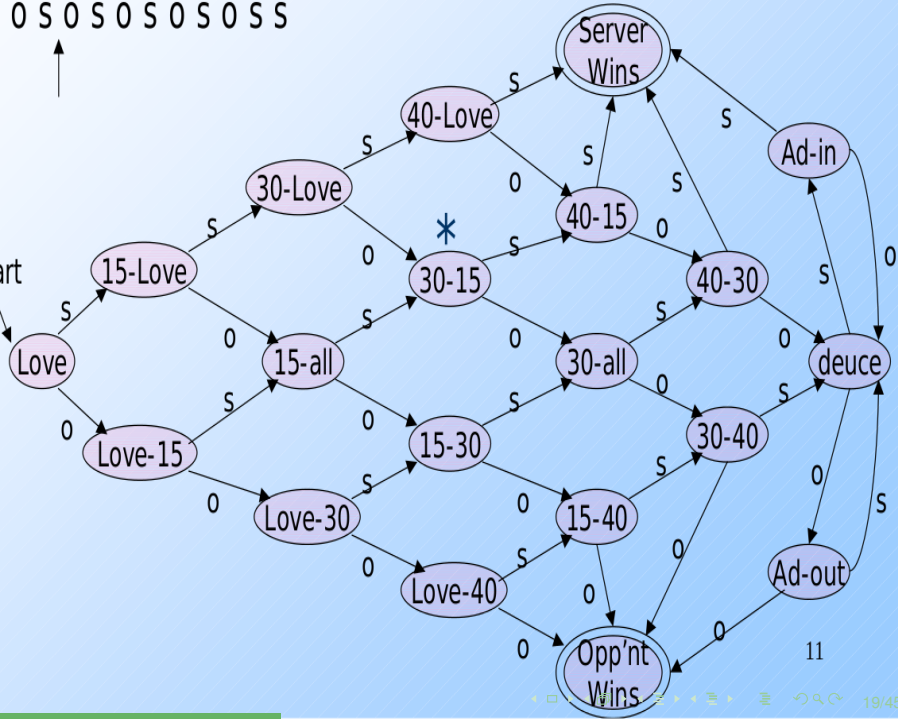 O S O S O S O S O S S
Server
Wins
S
40-Love
S
S
Ad-in
S
30-Love
O
S
40-15
S
*
S
O
O
O
15-Love
30-15
40-30
S
art
S
O
S
O
S
O
Love
15-all
30-all
deuce
S
O
S
O
S
O
Love-15
15-30
30-40
O
S
S
O
O
S
Love-30
15-40
O
S
O
Love-40
O
Ad-out
O
O
Opp’nt
Wins
11
19/45